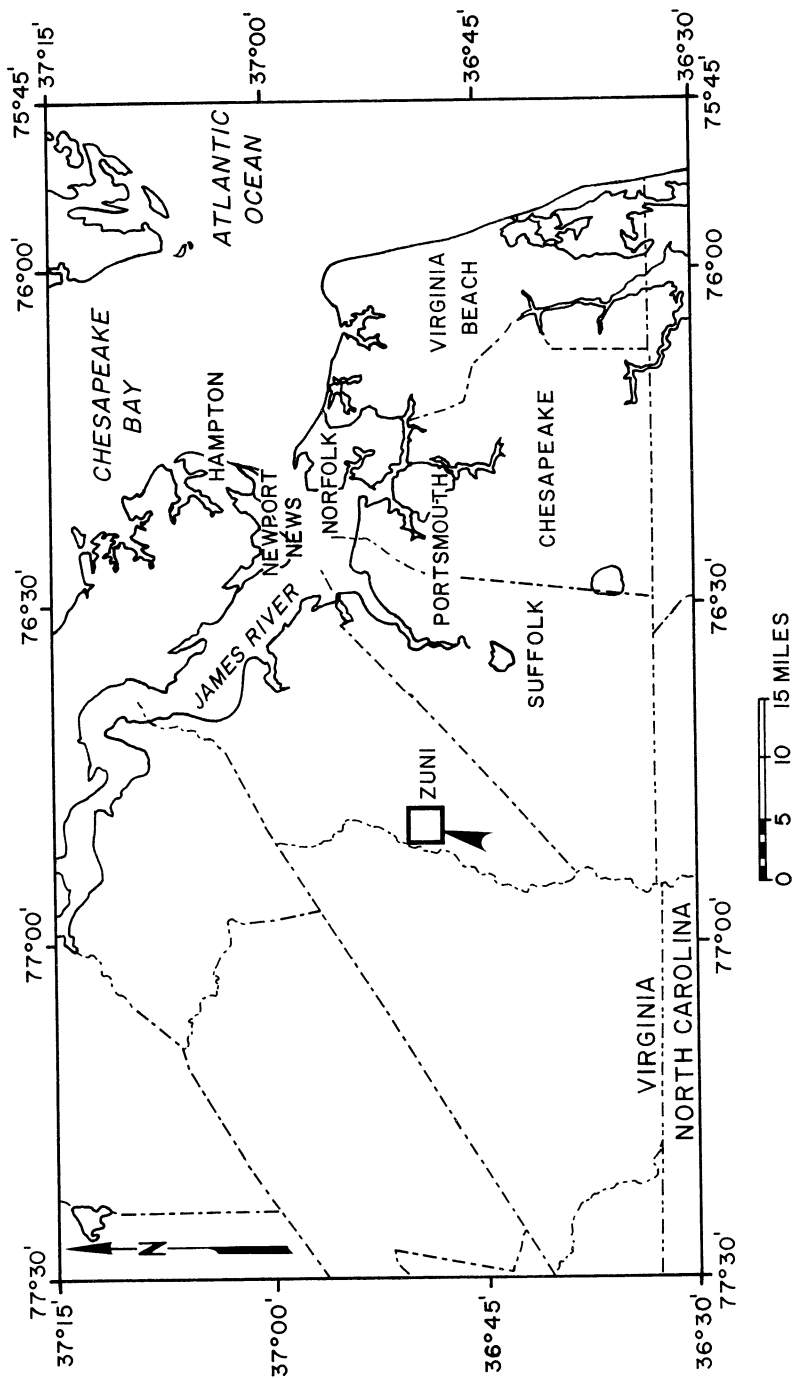 77°30'
77°00'
76°30'
76°00'
75°45'
37°15'
37°15'
N
CHESAPEAKE
BAY
ATLANTIC
OCEAN
HAMPTON
JAMES RIVER
NEWPORT
NEWS
37°00'
37°00'
NORFOLK
VIRGINIA
BEACH
ZUNI
PORTSMOUTH
36°45'
36°45'
SUFFOLK
CHESAPEAKE
VIRGINIA
NORTH CAROLINA
36°30'
36°30'
77°30'
77°00'
76°30'
76°00'
75°45'
0 5 10 15 MILES